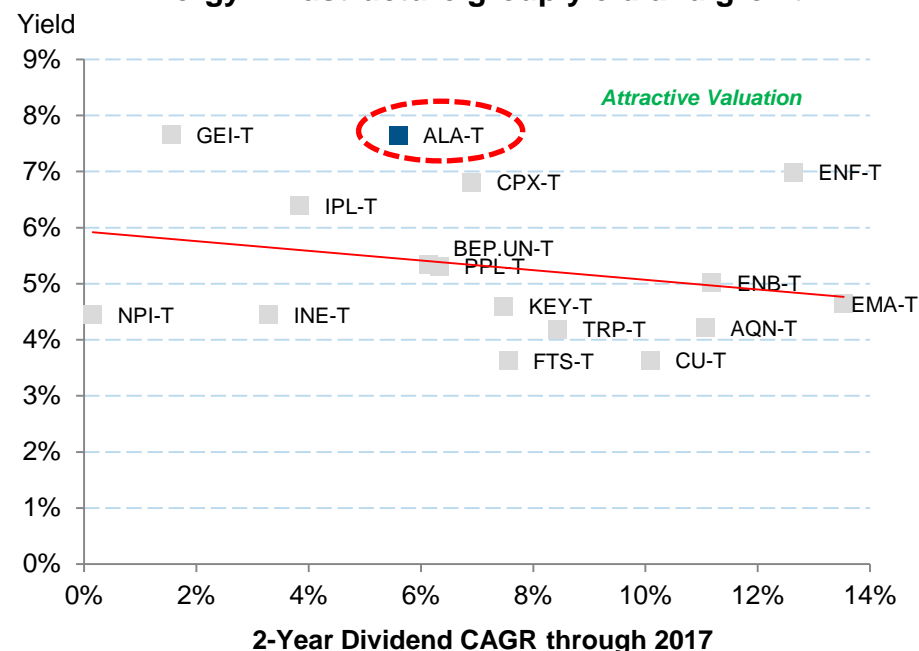 Yield
9%
Attractive Valuation
8%
GEI-T
ALA-T
7%
CPX-T
ENF-T
IPL-T
6%
BEP.UN-T
PPL-T
5%
ENB-T
NPI-T
INE-T
KEY-T
EMA-T
4%
TRP-T
AQN-T
FTS-T
CU-T
3%
2%
1%
0%
0% 2% 4% 6% 8% 10% 12% 14%
2-Year Dividend CAGR through 2017